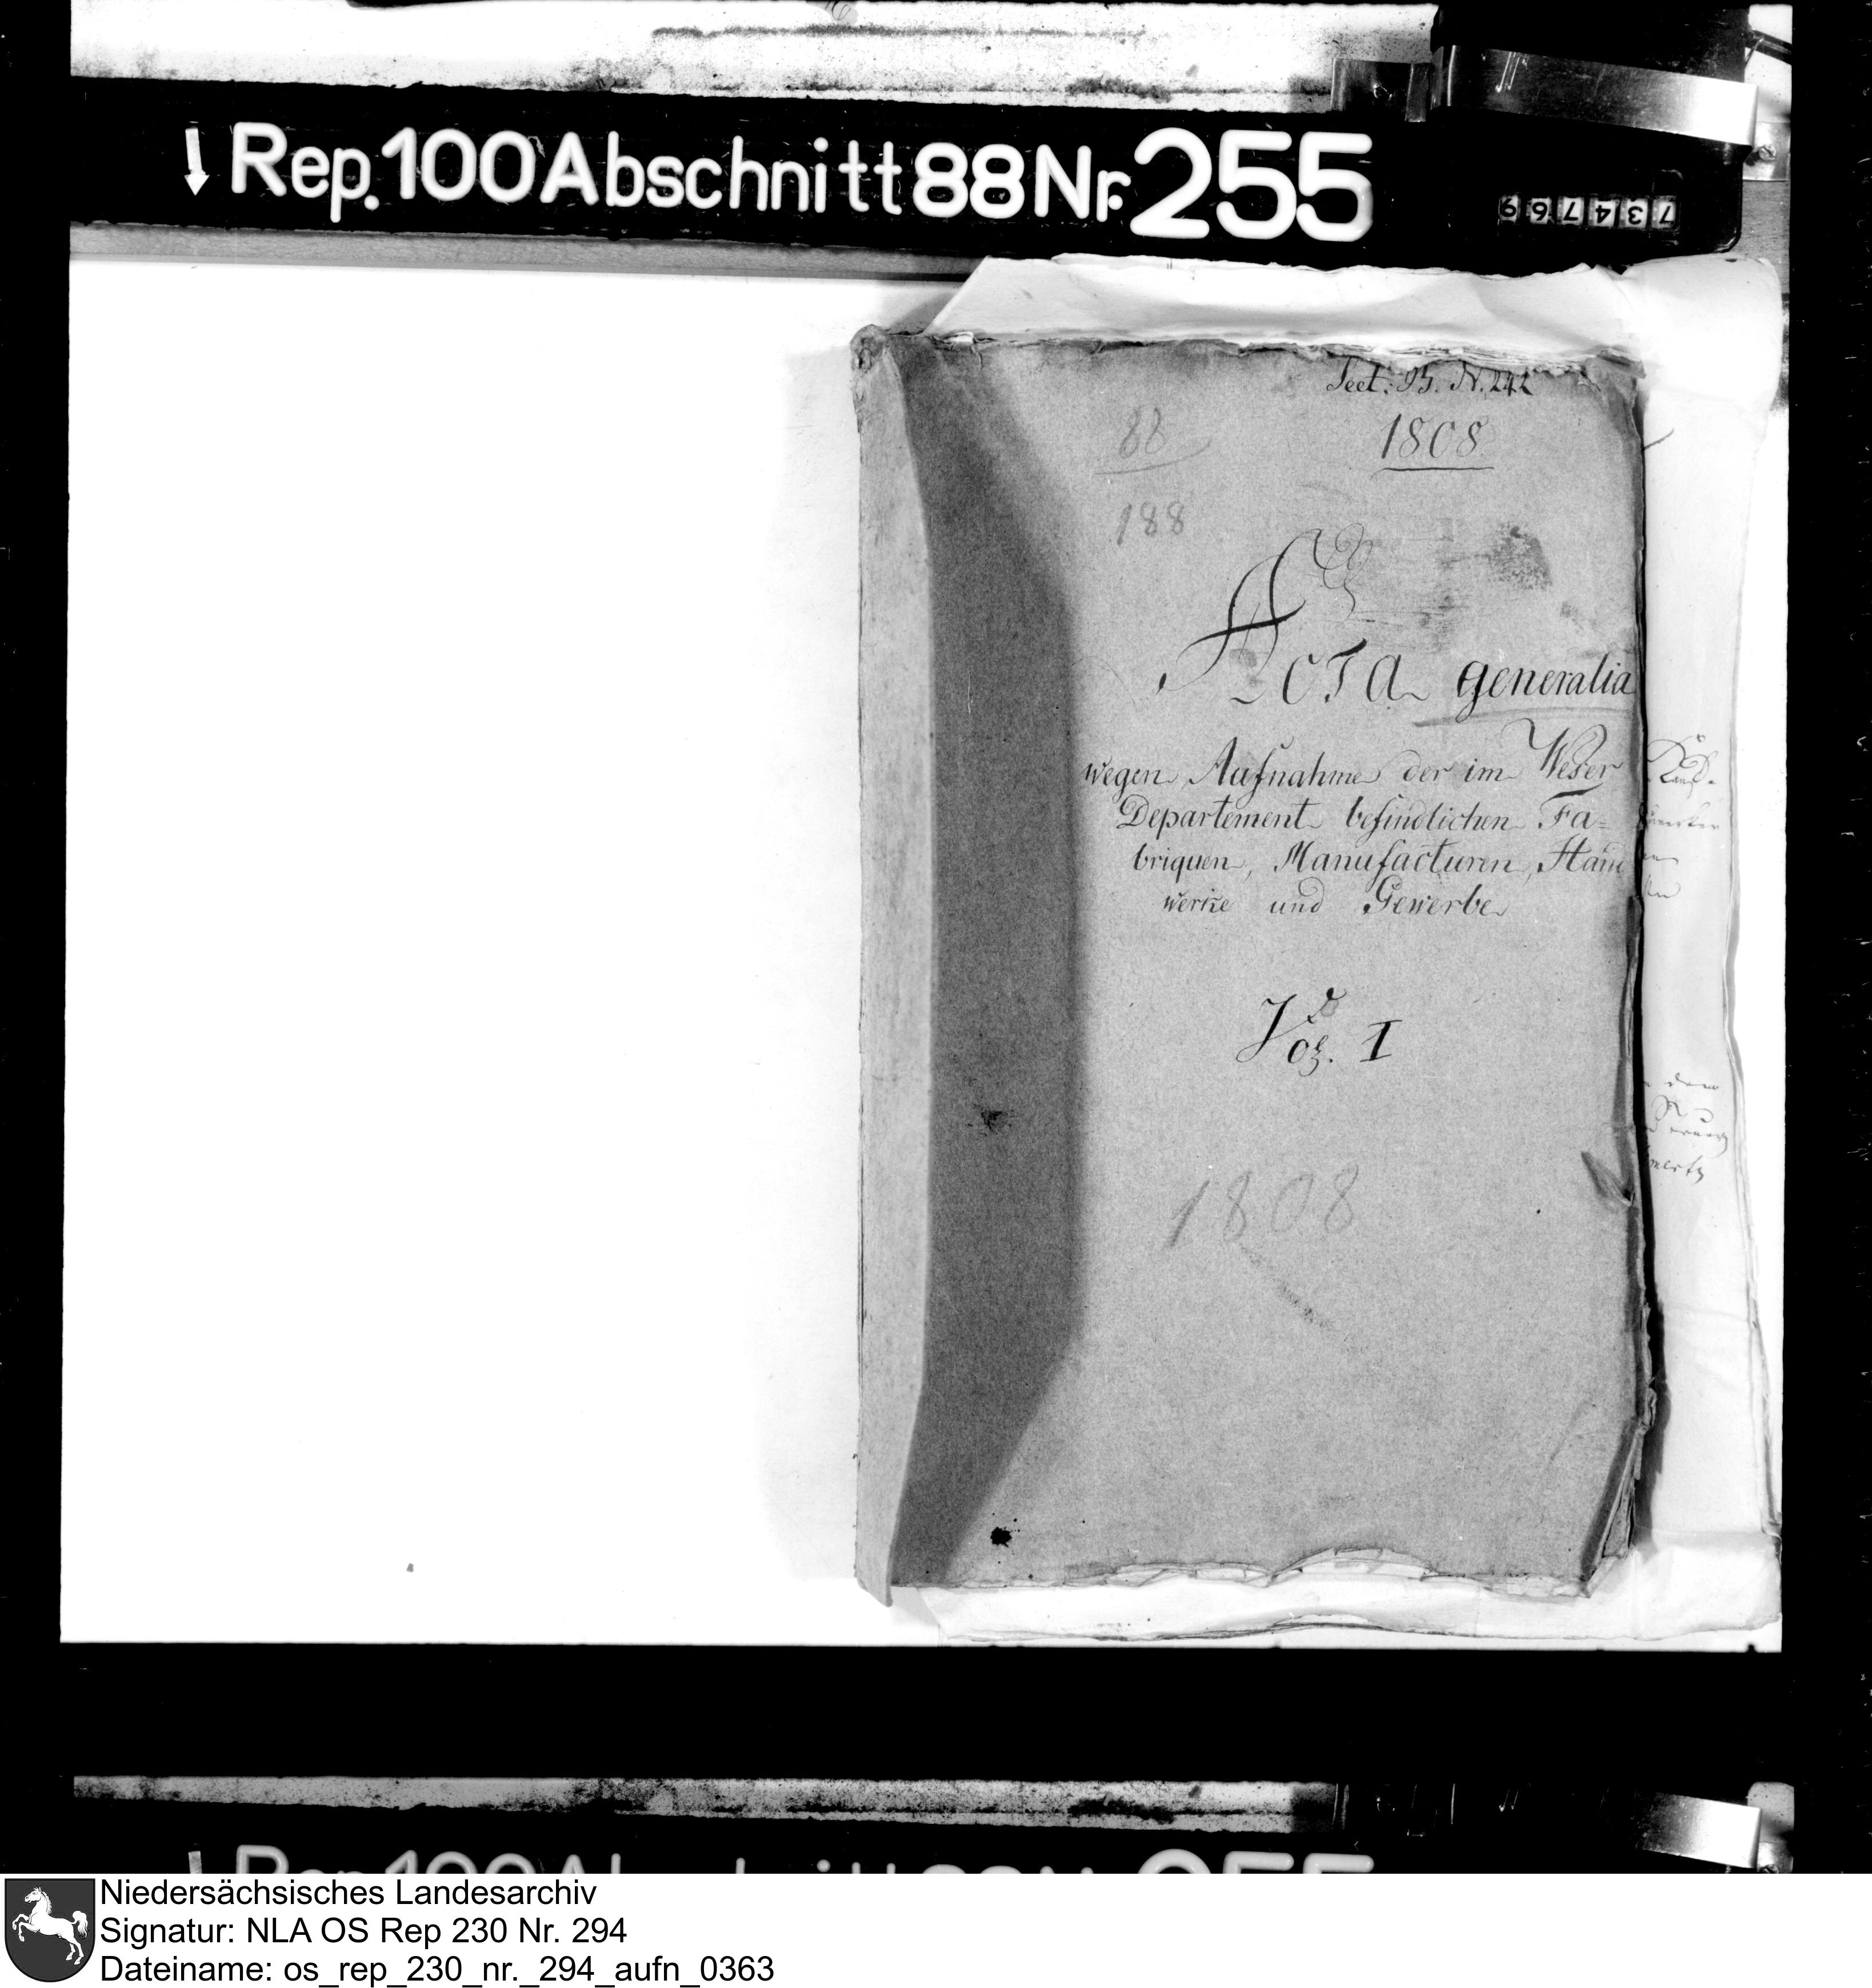 Rep. 100 Abschnitt 88 Nr. 255
734769
Sect: B. N. 242
88
1808
188
Acta generalia
wegen Aufnahme der im Weser
Departement befindlichen Fa=
briquen, Manufacturen, Ham
werke und Gewerbe
Vol. I
1808
Niedersächsisches Landesarchiv
Signatur: NLA OS Rep 230 Nr. 294
Dateiname: os_rep_230_nr._294_aufn_0363